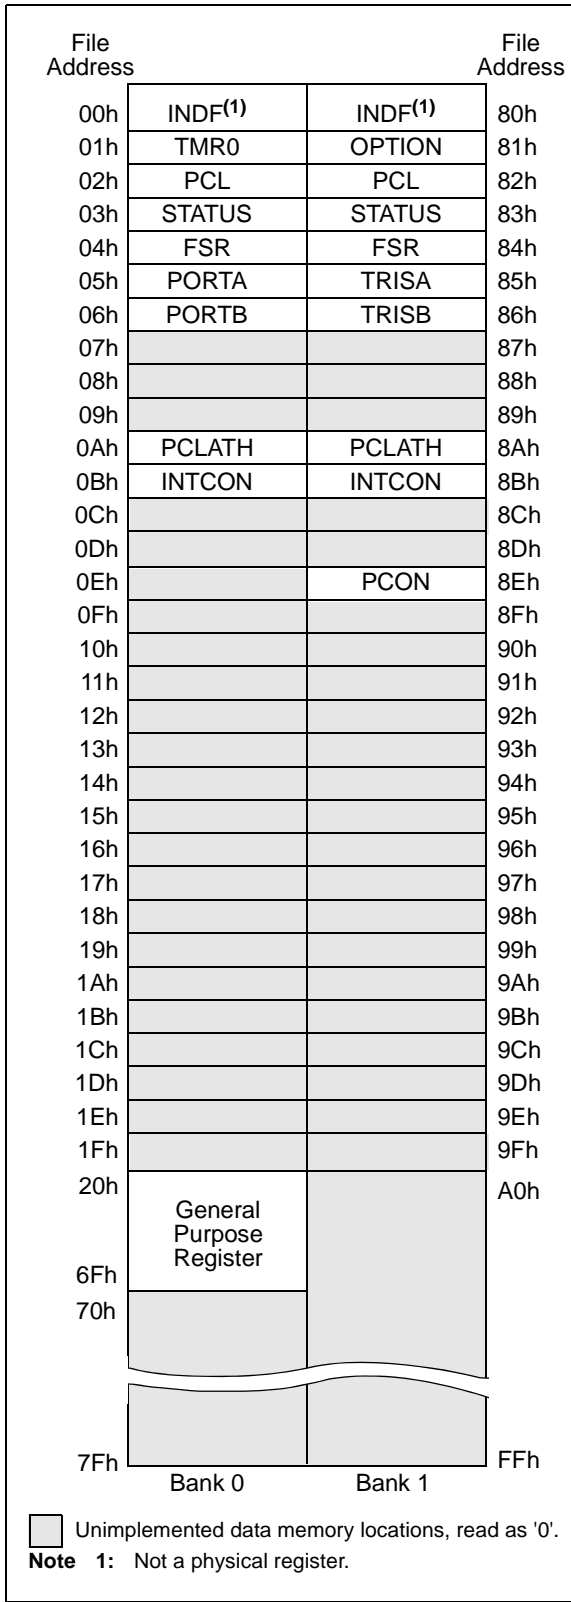 File Address File Address
00h INDF(1) INDF(1) 80h
01h TMR0 OPTION 81h
02h PCL PCL 82h
03h STATUS STATUS 83h
04h FSR FSR 84h
05h PORTA TRISA 85h
06h PORTB TRISB 86h
07h 87h
08h 88h
09h 89h
0Ah PCLATH PCLATH 8Ah
0Bh INTCON INTCON 8Bh
0Ch 8Ch
0Dh 8Dh
0Eh PCON 8Eh
0Fh 8Fh
10h 90h
11h 91h
12h 92h
13h 93h
14h 94h
15h 95h
16h 96h
17h 97h
18h 98h
19h 99h
1Ah 9Ah
1Bh 9Bh
1Ch 9Ch
1Dh 9Dh
1Eh 9Eh
1Fh 9Fh
20h A0h
General
Purpose
Register
6Fh
70h
7Fh FFh
Bank 0 Bank 1
Unimplemented data memory locations, read as '0'.
Note 1: Not a physical register.